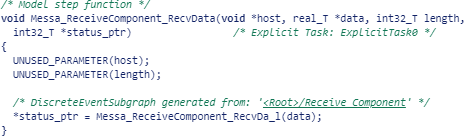 /* Model step function */
void Messa_ReceiveComponent_RecvData(void *host, real_T *data, int32_T length,
  int32_T *status_ptr)                /* Explicit Task: ExplicitTask0 */
{
  UNUSED_PARAMETER(host);
  UNUSED_PARAMETER(length);

  /* DiscreteEventSubgraph generated from: '<Root>/Receive Component' */
  *status_ptr = Messa_ReceiveComponent_RecvDa_l(data);
}